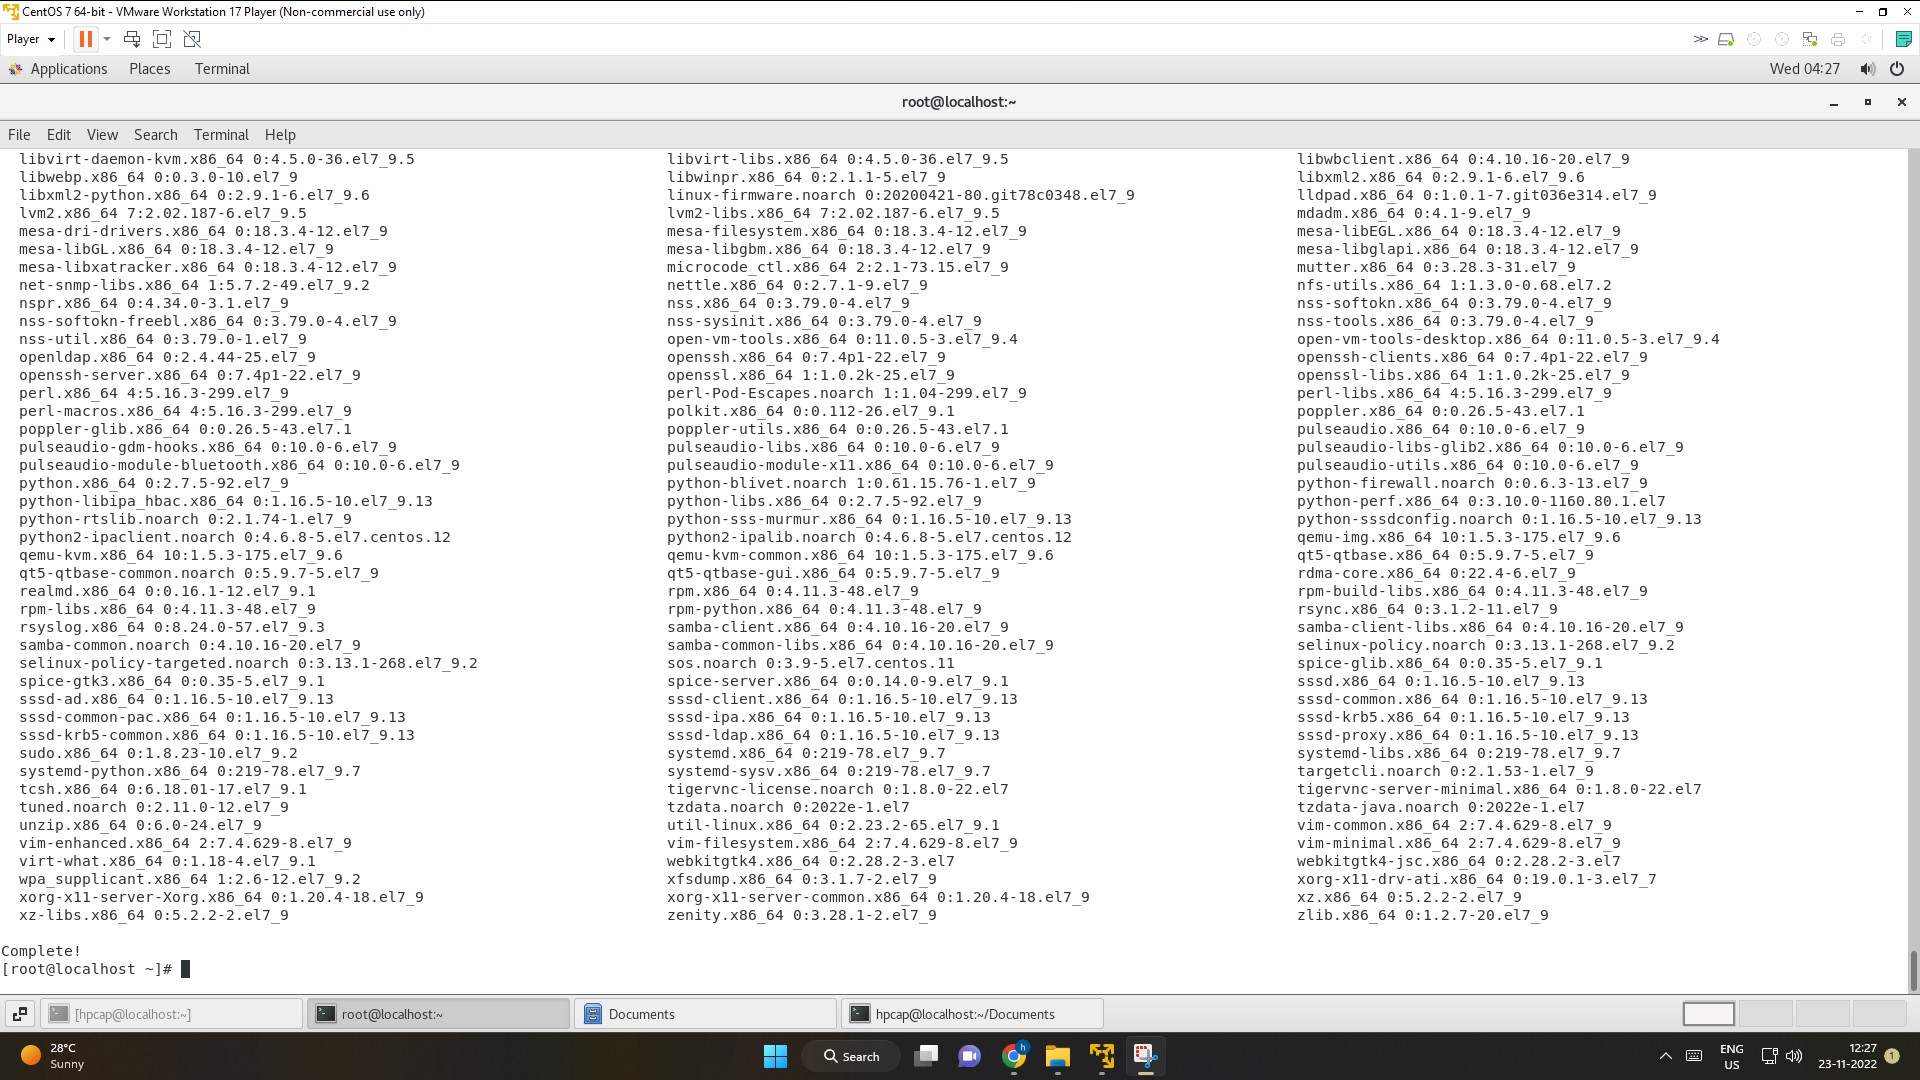 CentOS 7 64-bit - VMware Workstation 17 Player (Non-commercial use only)
Player
Applications Places Terminal Wed 04:27
root@localhost:~
File Edit View Search Terminal Help
libvirt-daemon-kvm.x86_64 0:4.5.0-36.el7_9.5 libvirt-libs.x86_64 0:4.5.0-36.el7_9.5 libwbclient.x86_64 0:4.10.16-20.el7_9
libwebp.x86_64 0:0.3.0-10.el7_9 libwinpr.x86_64 0:2.1.1-5.el7_9 libxml2.x86_64 0:2.9.1-6.el7_9.6
libxml2-python.x86_64 0:2.9.1-6.el7_9.6 linux-firmware.noarch 0:20200421-80.git78c0348.el7_9 lldpad.x86_64 0:1.0.1-7.git036e314.el7_9
lvm2.x86_64 7:2.02.187-6.el7_9.5 lvm2-libs.x86_64 7:2.02.187-6.el7_9.5 mdadm.x86_64 0:4.1-9.el7_9
mesa-dri-drivers.x86_64 0:18.3.4-12.el7_9 mesa-filesystem.x86_64 0:18.3.4-12.el7_9 mesa-libEGL.x86_64 0:18.3.4-12.el7_9
mesa-libGL.x86_64 0:18.3.4-12.el7_9 mesa-libgbm.x86_64 0:18.3.4-12.el7_9 mesa-libglapi.x86_64 0:18.3.4-12.el7_9
mesa-libxatracker.x86_64 0:18.3.4-12.el7_9 microcode_ctl.x86_64 2:2.1-73.15.el7_9 mutter.x86_64 0:3.28.3-31.el7_9
net-snmp-libs.x86_64 1:5.7.2-49.el7_9.2 nettle.x86_64 0:2.7.1-9.el7_9 nfs-utils.x86_64 1:1.3.0-0.68.el7.2
nspr.x86_64 0:4.34.0-3.1.el7_9 nss.x86_64 0:3.79.0-4.el7_9 nss-softokn.x86_64 0:3.79.0-4.el7_9
nss-softokn-freebl.x86_64 0:3.79.0-4.el7_9 nss-sysinit.x86_64 0:3.79.0-4.el7_9 nss-tools.x86_64 0:3.79.0-4.el7_9
nss-util.x86_64 0:3.79.0-1.el7_9 open-vm-tools.x86_64 0:11.0.5-3.el7_9.4 open-vm-tools-desktop.x86_64 0:11.0.5-3.el7_9.4
openldap.x86_64 0:2.4.44-25.el7_9 openssh.x86_64 0:7.4p1-22.el7_9 openssh-clients.x86_64 0:7.4p1-22.el7_9
openssh-server.x86_64 0:7.4p1-22.el7_9 openssl.x86_64 1:1.0.2k-25.el7_9 openssl-libs.x86_64 1:1.0.2k-25.el7_9
perl.x86_64 4:5.16.3-299.el7_9 perl-Pod-Escapes.noarch 1:1.04-299.el7_9 perl-libs.x86_64 4:5.16.3-299.el7_9
perl-macros.x86_64 4:5.16.3-299.el7_9 polkit.x86_64 0:0.112-26.el7_9.1 poppler.x86_64 0:0.26.5-43.el7.1
poppler-glib.x86_64 0:0.26.5-43.el7.1 poppler-utils.x86_64 0:0.26.5-43.el7.1 pulseaudio.x86_64 0:10.0-6.el7_9
pulseaudio-gdm-hooks.x86_64 0:10.0-6.el7_9 pulseaudio-libs.x86_64 0:10.0-6.el7_9 pulseaudio-libs-glib2.x86_64 0:10.0-6.el7_9
pulseaudio-module-bluetooth.x86_64 0:10.0-6.el7_9 pulseaudio-module-x11.x86_64 0:10.0-6.el7_9 pulseaudio-utils.x86_64 0:10.0-6.el7_9
python.x86_64 0:2.7.5-92.el7_9 python-blivet.noarch 1:0.61.15.76-1.el7_9 python-firewall.noarch 0:0.6.3-13.el7_9
python-libipa_hbac.x86_64 0:1.16.5-10.el7_9.13 python-libs.x86_64 0:2.7.5-92.el7_9 python-perf.x86_64 0:3.10.0-1160.80.1.el7
python-rtslib.noarch 0:2.1.74-1.el7_9 python-sss-murmur.x86_64 0:1.16.5-10.el7_9.13 python-sssdconfig.noarch 0:1.16.5-10.el7_9.13
python2-ipaclient.noarch 0:4.6.8-5.el7.centos.12 python2-ipalib.noarch 0:4.6.8-5.el7.centos.12 qemu-img.x86_64 10:1.5.3-175.el7_9.6
qemu-kvm.x86_64 10:1.5.3-175.el7_9.6 qemu-kvm-common.x86_64 10:1.5.3-175.el7_9.6 qt5-qtbase.x86_64 0:5.9.7-5.el7_9
qt5-qtbase-common.noarch 0:5.9.7-5.el7_9 qt5-qtbase-gui.x86_64 0:5.9.7-5.el7_9 rdma-core.x86_64 0:22.4-6.el7_9
realmd.x86_64 0:0.16.1-12.el7_9.1 rpm.x86_64 0:4.11.3-48.el7_9 rpm-build-libs.x86_64 0:4.11.3-48.el7_9
rpm-libs.x86_64 0:4.11.3-48.el7_9 rpm-python.x86_64 0:4.11.3-48.el7_9 rsync.x86_64 0:3.1.2-11.el7_9
rsyslog.x86_64 0:8.24.0-57.el7_9.3 samba-client.x86_64 0:4.10.16-20.el7_9 samba-client-libs.x86_64 0:4.10.16-20.el7_9
samba-common.noarch 0:4.10.16-20.el7_9 samba-common-libs.x86_64 0:4.10.16-20.el7_9 selinux-policy.noarch 0:3.13.1-268.el7_9.2
selinux-policy-targeted.noarch 0:3.13.1-268.el7_9.2 sos.noarch 0:3.9-5.el7.centos.11 spice-glib.x86_64 0:0.35-5.el7_9.1
spice-gtk3.x86_64 0:0.35-5.el7_9.1 spice-server.x86_64 0:0.14.0-9.el7_9.1 sssd.x86_64 0:1.16.5-10.el7_9.13
sssd-ad.x86_64 0:1.16.5-10.el7_9.13 sssd-client.x86_64 0:1.16.5-10.el7_9.13 sssd-common.x86_64 0:1.16.5-10.el7_9.13
sssd-common-pac.x86_64 0:1.16.5-10.el7_9.13 sssd-ipa.x86_64 0:1.16.5-10.el7_9.13 sssd-krb5.x86_64 0:1.16.5-10.el7_9.13
sssd-krb5-common.x86_64 0:1.16.5-10.el7_9.13 sssd-ldap.x86_64 0:1.16.5-10.el7_9.13 sssd-proxy.x86_64 0:1.16.5-10.el7_9.13
sudo.x86_64 0:1.8.23-10.el7_9.2 systemd.x86_64 0:219-78.el7_9.7 systemd-libs.x86_64 0:219-78.el7_9.7
systemd-python.x86_64 0:219-78.el7_9.7 systemd-sysv.x86_64 0:219-78.el7_9.7 targetcli.noarch 0:2.1.53-1.el7_9
tcsh.x86_64 0:6.18.01-17.el7_9.1 tigervnc-license.noarch 0:1.8.0-22.el7 tigervnc-server-minimal.x86_64 0:1.8.0-22.el7
tuned.noarch 0:2.11.0-12.el7_9 tzdata.noarch 0:2022e-1.el7 tzdata-java.noarch 0:2022e-1.el7
unzip.x86_64 0:6.0-24.el7_9 util-linux.x86_64 0:2.23.2-65.el7_9.1 vim-common.x86_64 2:7.4.629-8.el7_9
vim-enhanced.x86_64 2:7.4.629-8.el7_9 vim-filesystem.x86_64 2:7.4.629-8.el7_9 vim-minimal.x86_64 2:7.4.629-8.el7_9
virt-what.x86_64 0:1.18-4.el7_9.1 webkitgtk4.x86_64 0:2.28.2-3.el7 webkitgtk4-jsc.x86_64 0:2.28.2-3.el7
wpa_supplicant.x86_64 1:2.6-12.el7_9.2 xfsdump.x86_64 0:3.1.7-2.el7_9 xorg-x11-drv-ati.x86_64 0:19.0.1-3.el7_7
xorg-x11-server-Xorg.x86_64 0:1.20.4-18.el7_9 xorg-x11-server-common.x86_64 0:1.20.4-18.el7_9 xz.x86_64 0:5.2.2-2.el7_9
xz-libs.x86_64 0:5.2.2-2.el7_9 zenity.x86_64 0:3.28.1-2.el7_9 zlib.x86_64 0:1.2.7-20.el7_9
Complete!
[root@localhost ~]#
[hpcap@localhost:~] root@localhost:~ Documents hpcap@localhost:~/Documents
28°C
Sunny
Search
h
ENG
US
12:27
23-11-2022
1